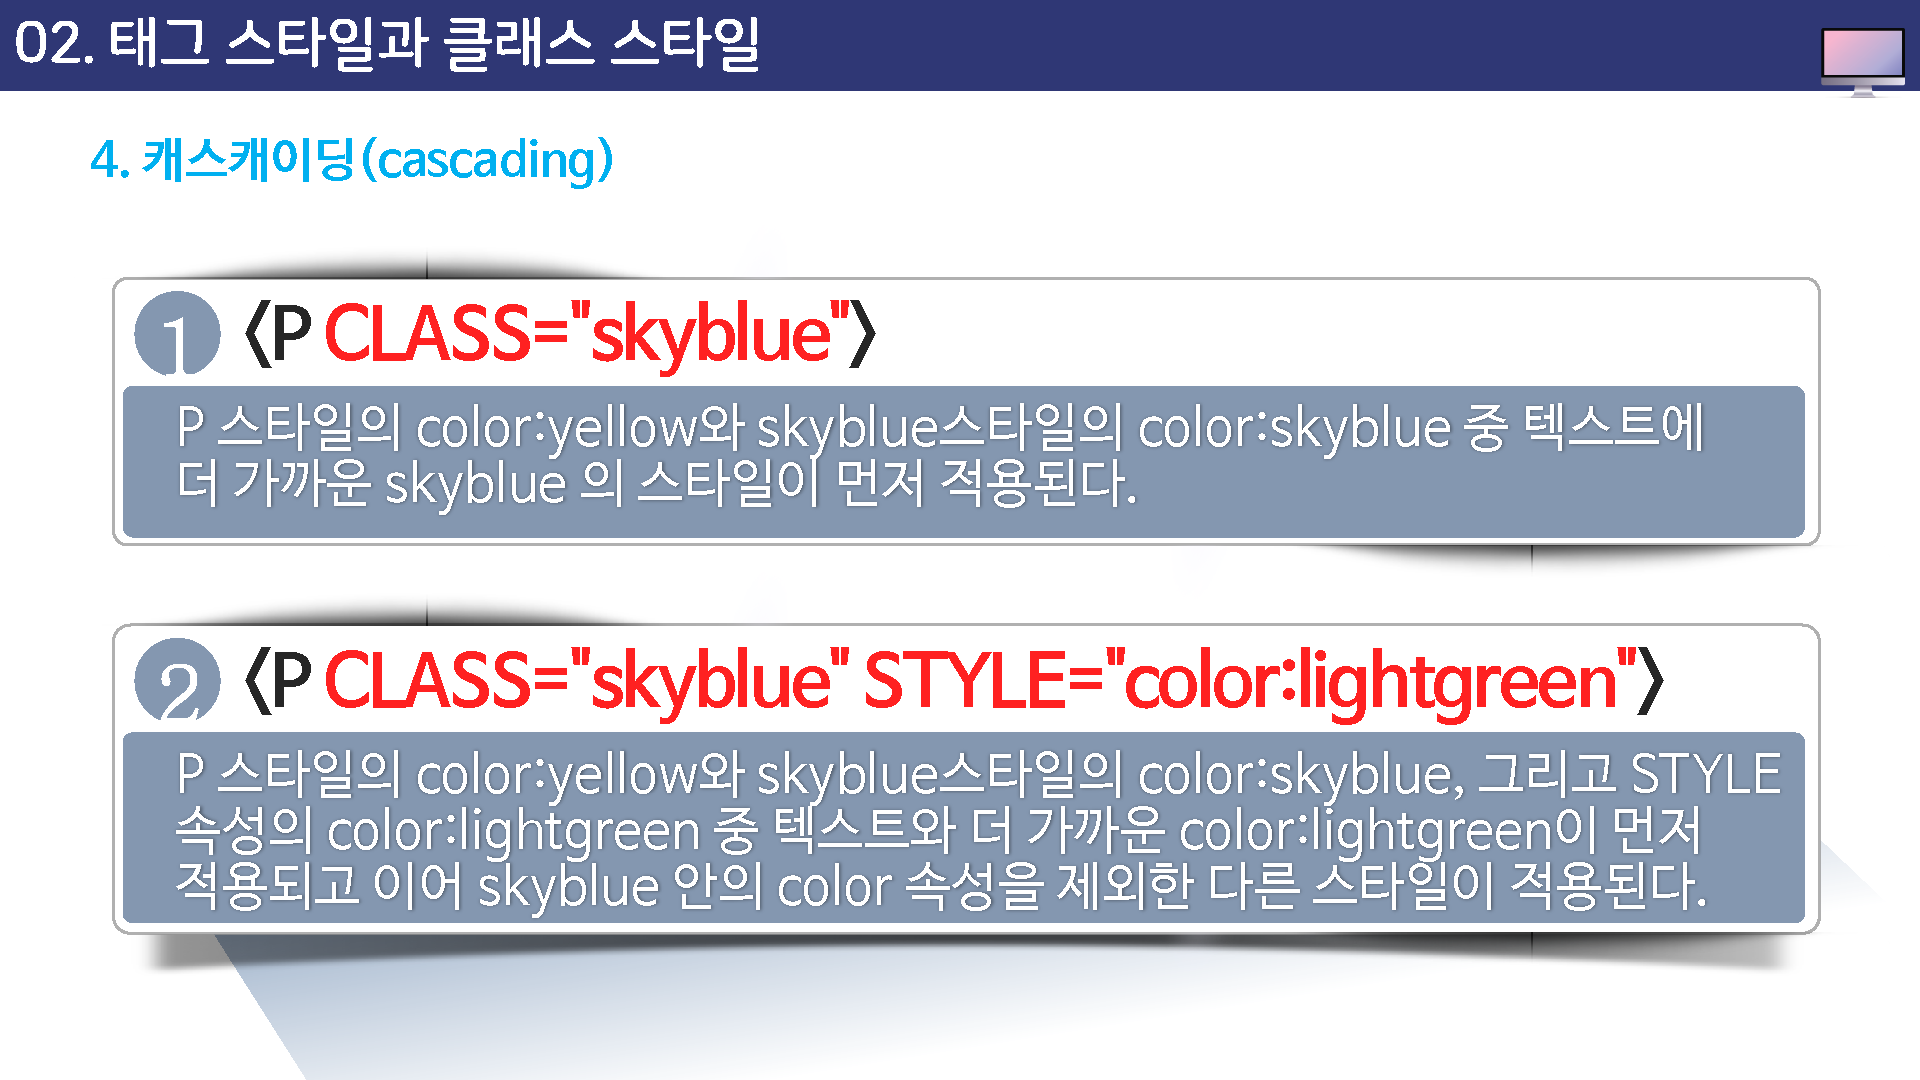 02. 태그 스타일과 클래스 스타일
4. 캐스케이딩(cascading)
1 <P CLASS="skyblue">
P 스타일의 color:yellow와 skyblue스타일의 color:skyblue 중 텍스트에
더 가까운 skyblue 의 스타일이 먼저 적용된다.
2 <P CLASS="skyblue" STYLE="color:lightgreen">
P 스타일의 color:yellow와 skyblue스타일의 color:skyblue, 그리고 STYLE
속성의 color:lightgreen 중 텍스트와 더 가까운 color:lightgreen이 먼저
적용되고 이어 skyblue 안의 color 속성을 제외한 다른 스타일이 적용된다.